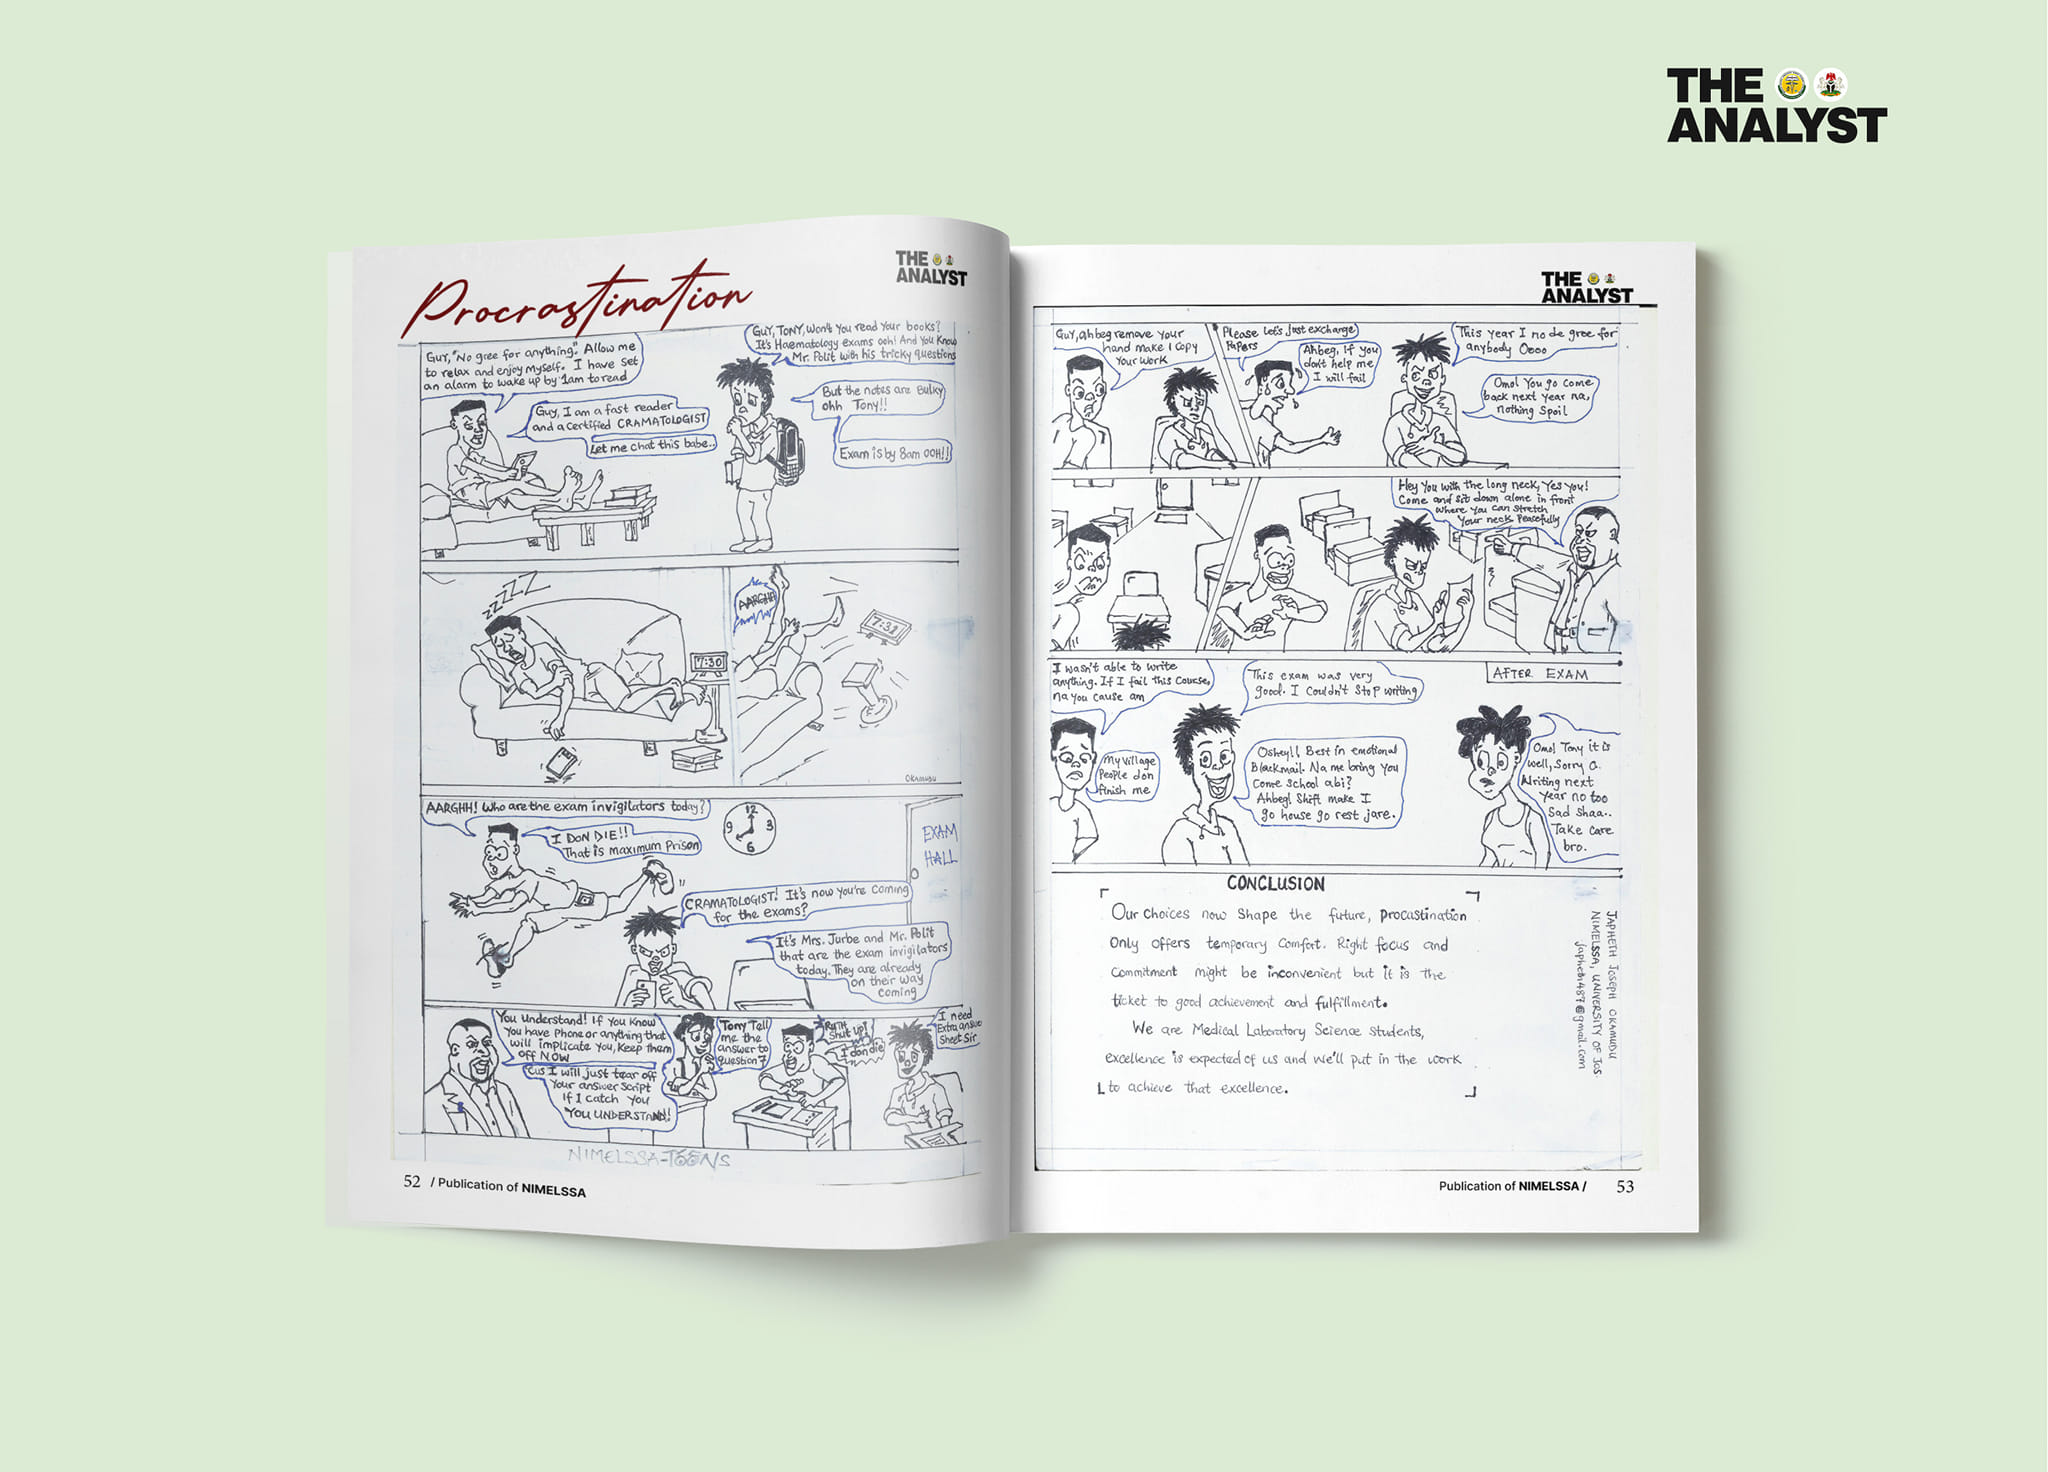 THE
ANALYST
Procrastination
THE
ANALYST
Guy, "No gree for anything". Allow me
to relax and enjoy myself. I have set
an alarm to wake up by 1am to read
Guy, I am a fast reader
and a certified CRAMATOLOGIST
Let me chat this babe..
Guy, TONY, Won't you read your books?
It's Haematology exams ooh! And You Know
Mr. Polit with his tricky questions
But the notes are Bulky
ohh Tony!!
Exam is by 8am OOH!!
ZZZZZ
7:30
AARGHH
7:31
OKAMUDU
AARGHH! Who are the exam invigilators today?
I DON DIE!!
That is maximum Prison
12
3
6
9
EXAM
HALL
CRAMATOLOGIST! It's now you're coming
for the exams?
It's Mrs. Jurbe and Mr. Polit
that are the exam invigilators
today. They are already
on their way
coming
You understand! If you know
you have Phone or anything that
will implicate you, keep them
off NOW
'Cus I will just tear off
Your answer script
If I catch you
YOU UNDERSTAND!
Tony Tell
me the
answer to
question 7
Ruth
Shut up!
I don die
I need
Extra answer
Sheet Sir
NIMELSSA-TOONS
52 / Publication of NIMELSSA
THE
ANALYST
Guy, ahbeg remove your
hand make I copy
Your work
Please Let's just exchange
Papers
Ahbeg, if you
don't help me
I will fail
This year I no de gree for
anybody Oooo
Omo! You go come
back next year na,
nothing spoil
Hey You with the long neck, Yes you!
Come and sit down alone in front
Where you can stretch
Your neck Peacefully
I wasn't able to write
anything. If I fail this course,
na you cause am
My village
People don
finish me
This exam was very
good. I couldn't stop writing
Oshey!! Best in emotional
Blackmail. Na me bring you
Come school abi?
Ahbeg! Shift make I
go house go rest jare.
AFTER EXAM
Omo! Tony it is
well, Sorry o.
Writing next
year no too
Sad shaa..
Take care
bro.
CONCLUSION
Our choices now shape the future, procastination
Only offers temporary comfort. Right focus and
commitment might be inconvenient but it is the
ticket to good achievement and fulfillment.
We are Medical Laboratory Science students,
excellence is expected of us and we'll put in the work
to achieve that excellence.
JAPHETH JOSEPH OKAMUDU
NIMELSSA, UNIVERSITY OF JOS.
japheth1487@gmail.com
Publication of NIMELSSA / 53